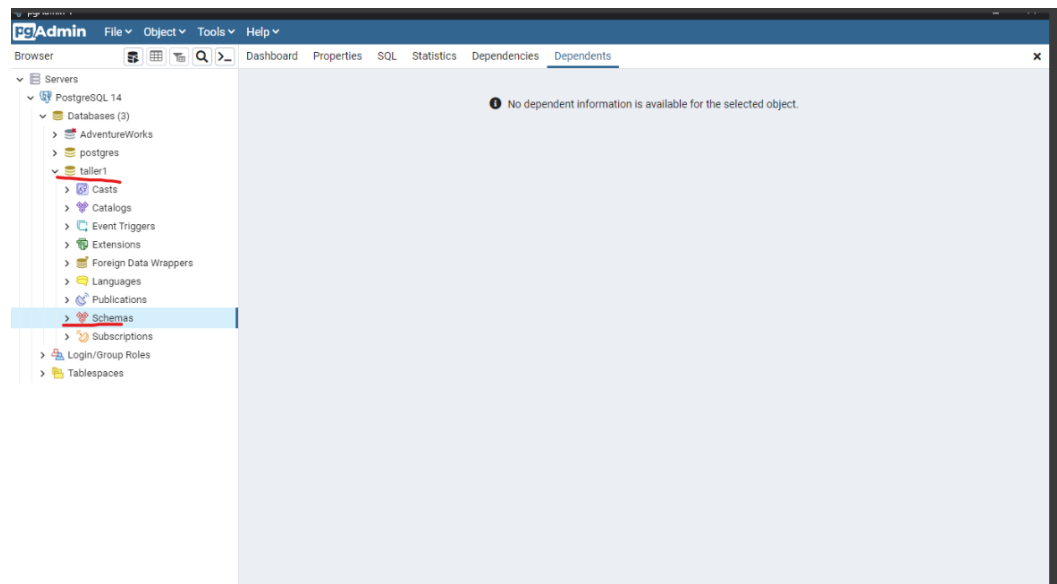 pgAdmin File Object Tools Help
Browser Dashboard Properties SQL Statistics Dependencies Dependents
Servers
PostgreSQL 14
No dependent information is available for the selected object.
Databases (3)
AdventureWorks
postgres
taller1
Casts
Catalogs
Event Triggers
Extensions
Foreign Data Wrappers
Languages
Publications
Schemas
Subscriptions
Login/Group Roles
Tablespaces